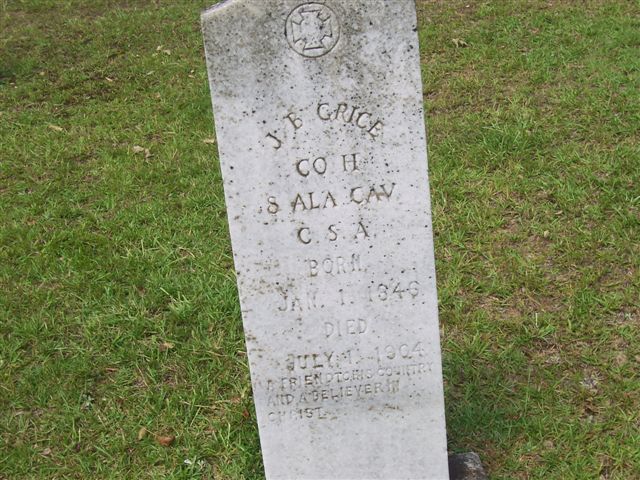 J B GRICE
CO H
8 ALA CAV
C S A
BORN
JAN. 1. 1846
DIED
JULY. 1. 1904
A FRIEND TO HIS COUNTRY
AND A BELIEVER IN
CHRIST.